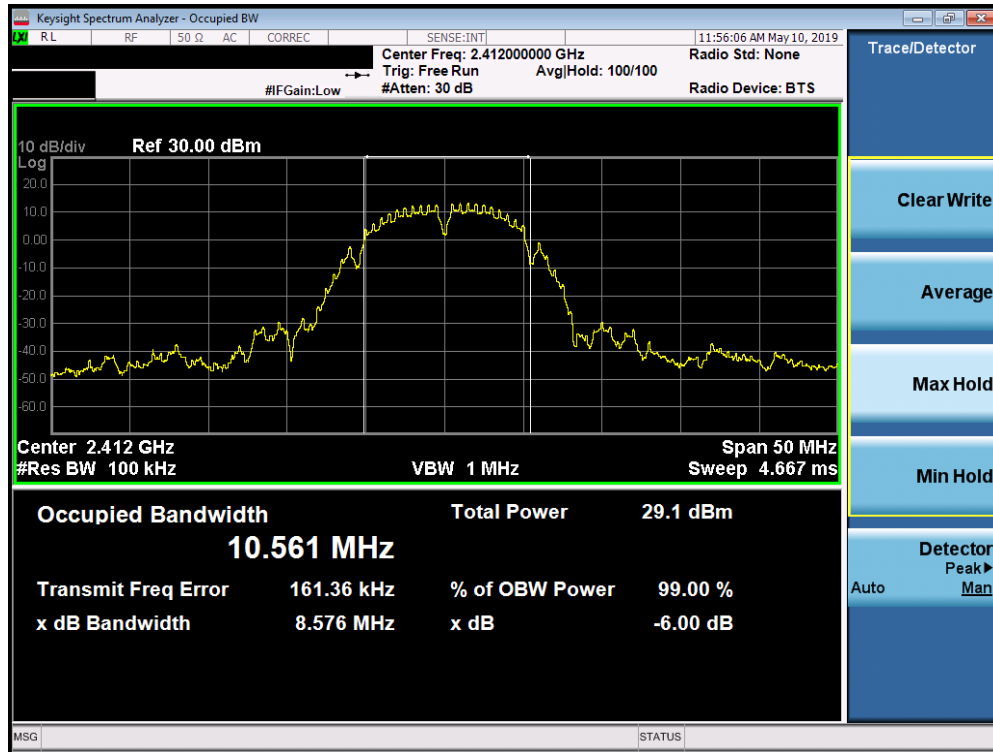 Keysight Spectrum Analyzer - Occupied BW
LXI RL RF 50 Ω AC CORREC SENSE:INT 11:56:06 AM May 10, 2019
Center Freq: 2.412000000 GHz Radio Std: None
Trig: Free Run Avg|Hold: 100/100
#IFGain:Low #Atten: 30 dB Radio Device: BTS
10 dB/div Ref 30.00 dBm
Log
20.0
10.0
0.00
-10.0
-20.0
-30.0
-40.0
-50.0
-60.0
Center 2.412 GHz Span 50 MHz
#Res BW 100 kHz VBW 1 MHz Sweep 4.667 ms
Occupied Bandwidth Total Power 29.1 dBm
10.561 MHz
Transmit Freq Error 161.36 kHz % of OBW Power 99.00 %
x dB Bandwidth 8.576 MHz x dB -6.00 dB
MSG STATUS
Trace/Detector
Clear Write
Average
Max Hold
Min Hold
Detector
Peak▶
Auto Man